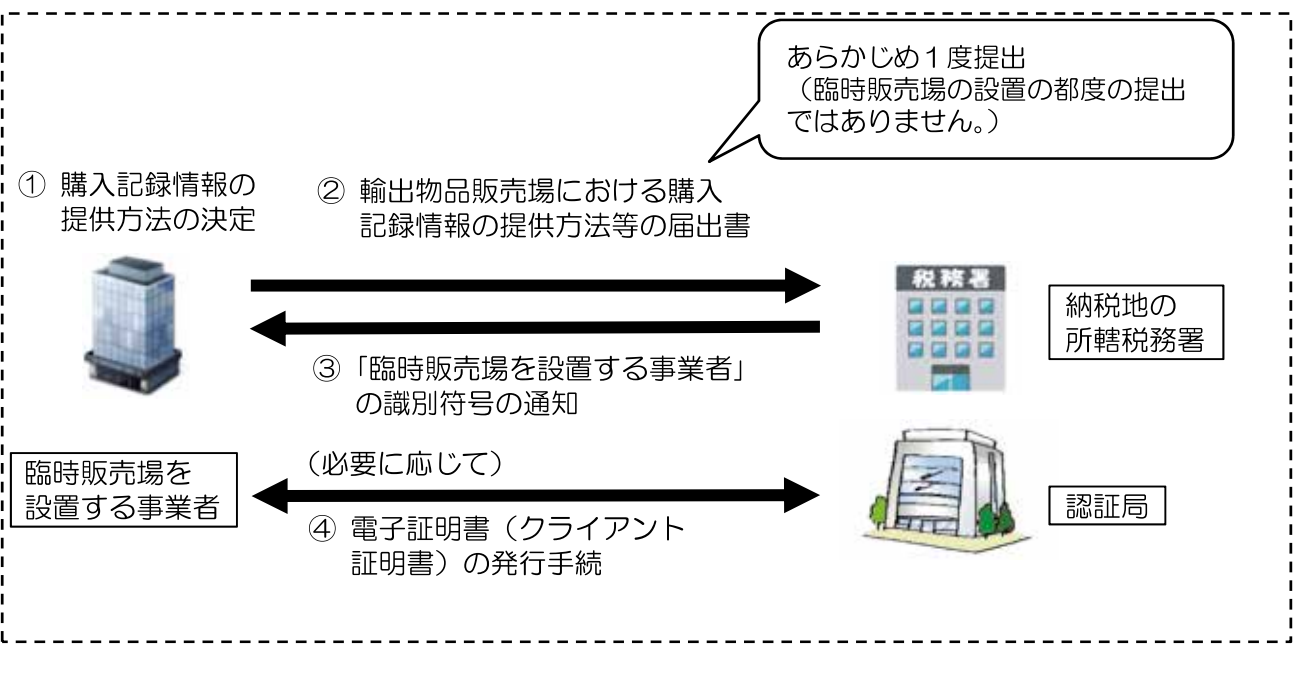 あらかじめ１度提出
（臨時販売場の設置の都度の提出
ではありません。）
① 購入記録情報の
提供方法の決定
② 輸出物品販売場における購入
記録情報の提供方法等の届出書
税務署
納税地の
所轄税務署
③「臨時販売場を設置する事業者」
の識別符号の通知
臨時販売場を
設置する事業者
（必要に応じて）
④ 電子証明書（クライアント
証明書）の発行手続
認証局